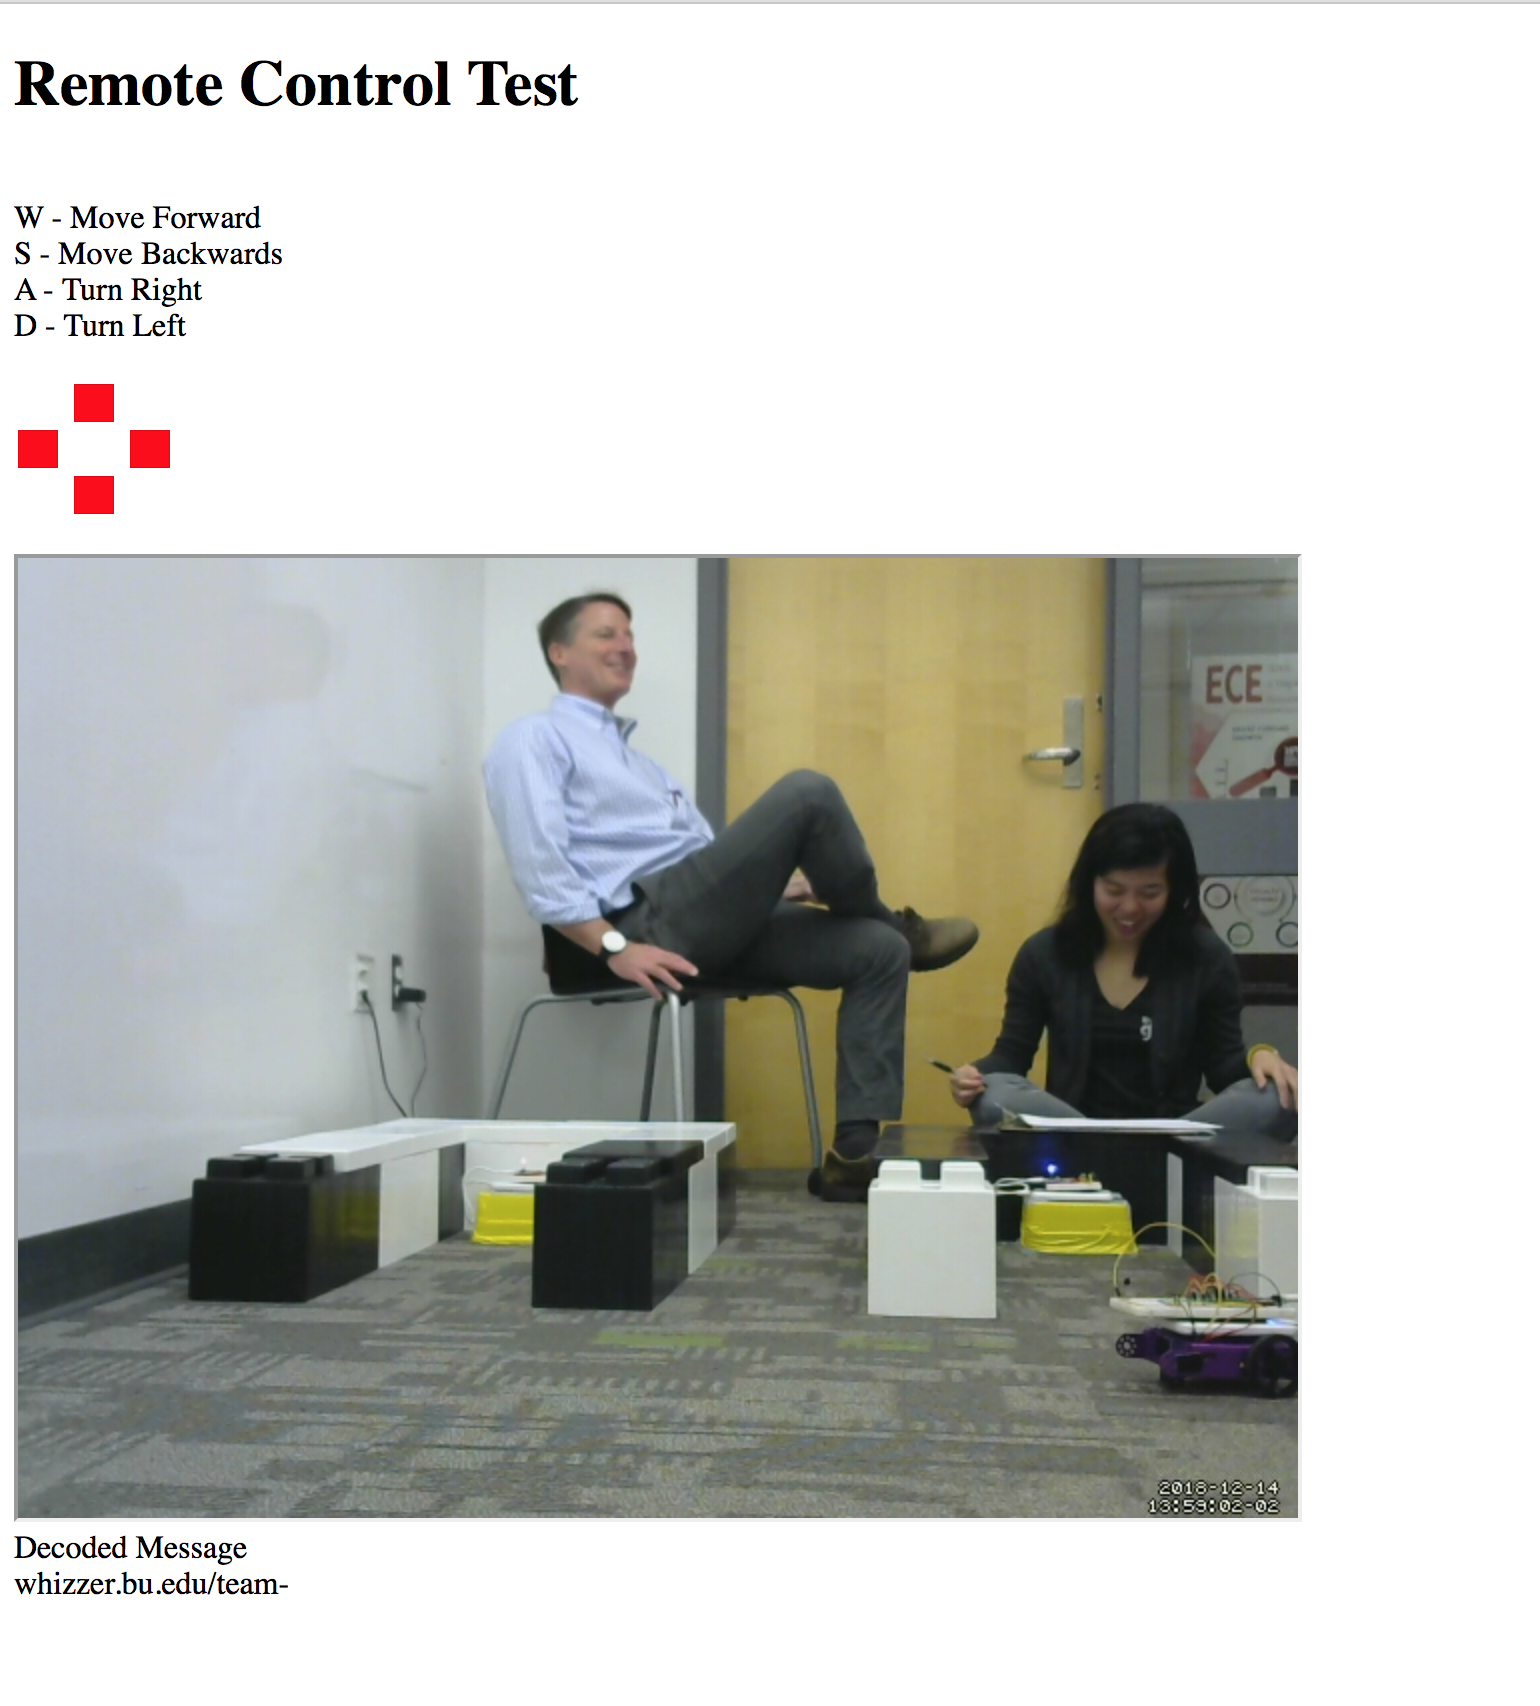 Remote Control Test
W - Move Forward
S - Move Backwards
A - Turn Right
D - Turn Left
ECE
2018-12-14
13:59:02-02
Decoded Message
whizzer.bu.edu/team-